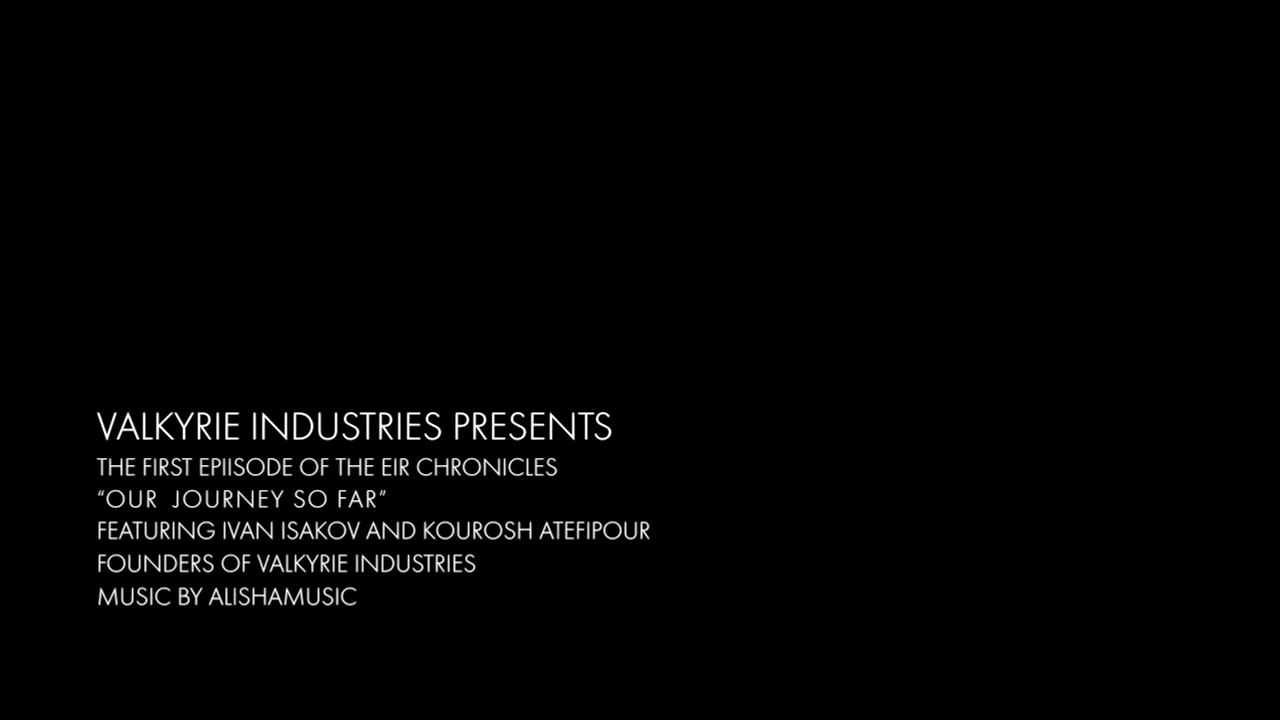 VALKYRIE INDUSTRIES PRESENTS
THE FIRST EPIISODE OF THE EIR CHRONICLES
“OUR JOURNEY SO FAR”
FEATURING IVAN ISAKOV AND KOUROSH ATEFIPOUR
FOUNDERS OF VALKYRIE INDUSTRIES
MUSIC BY ALISHAMUSIC